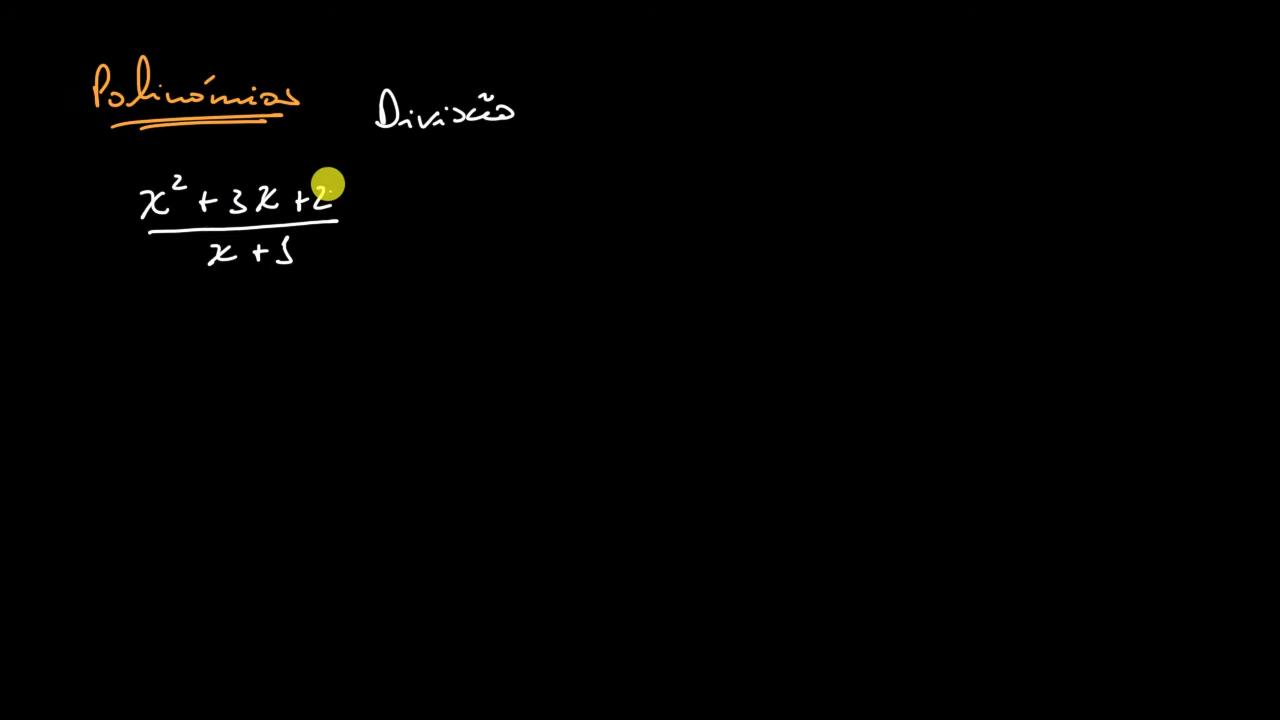 Polinómios Divisão
x² + 3x + 2
x + 1